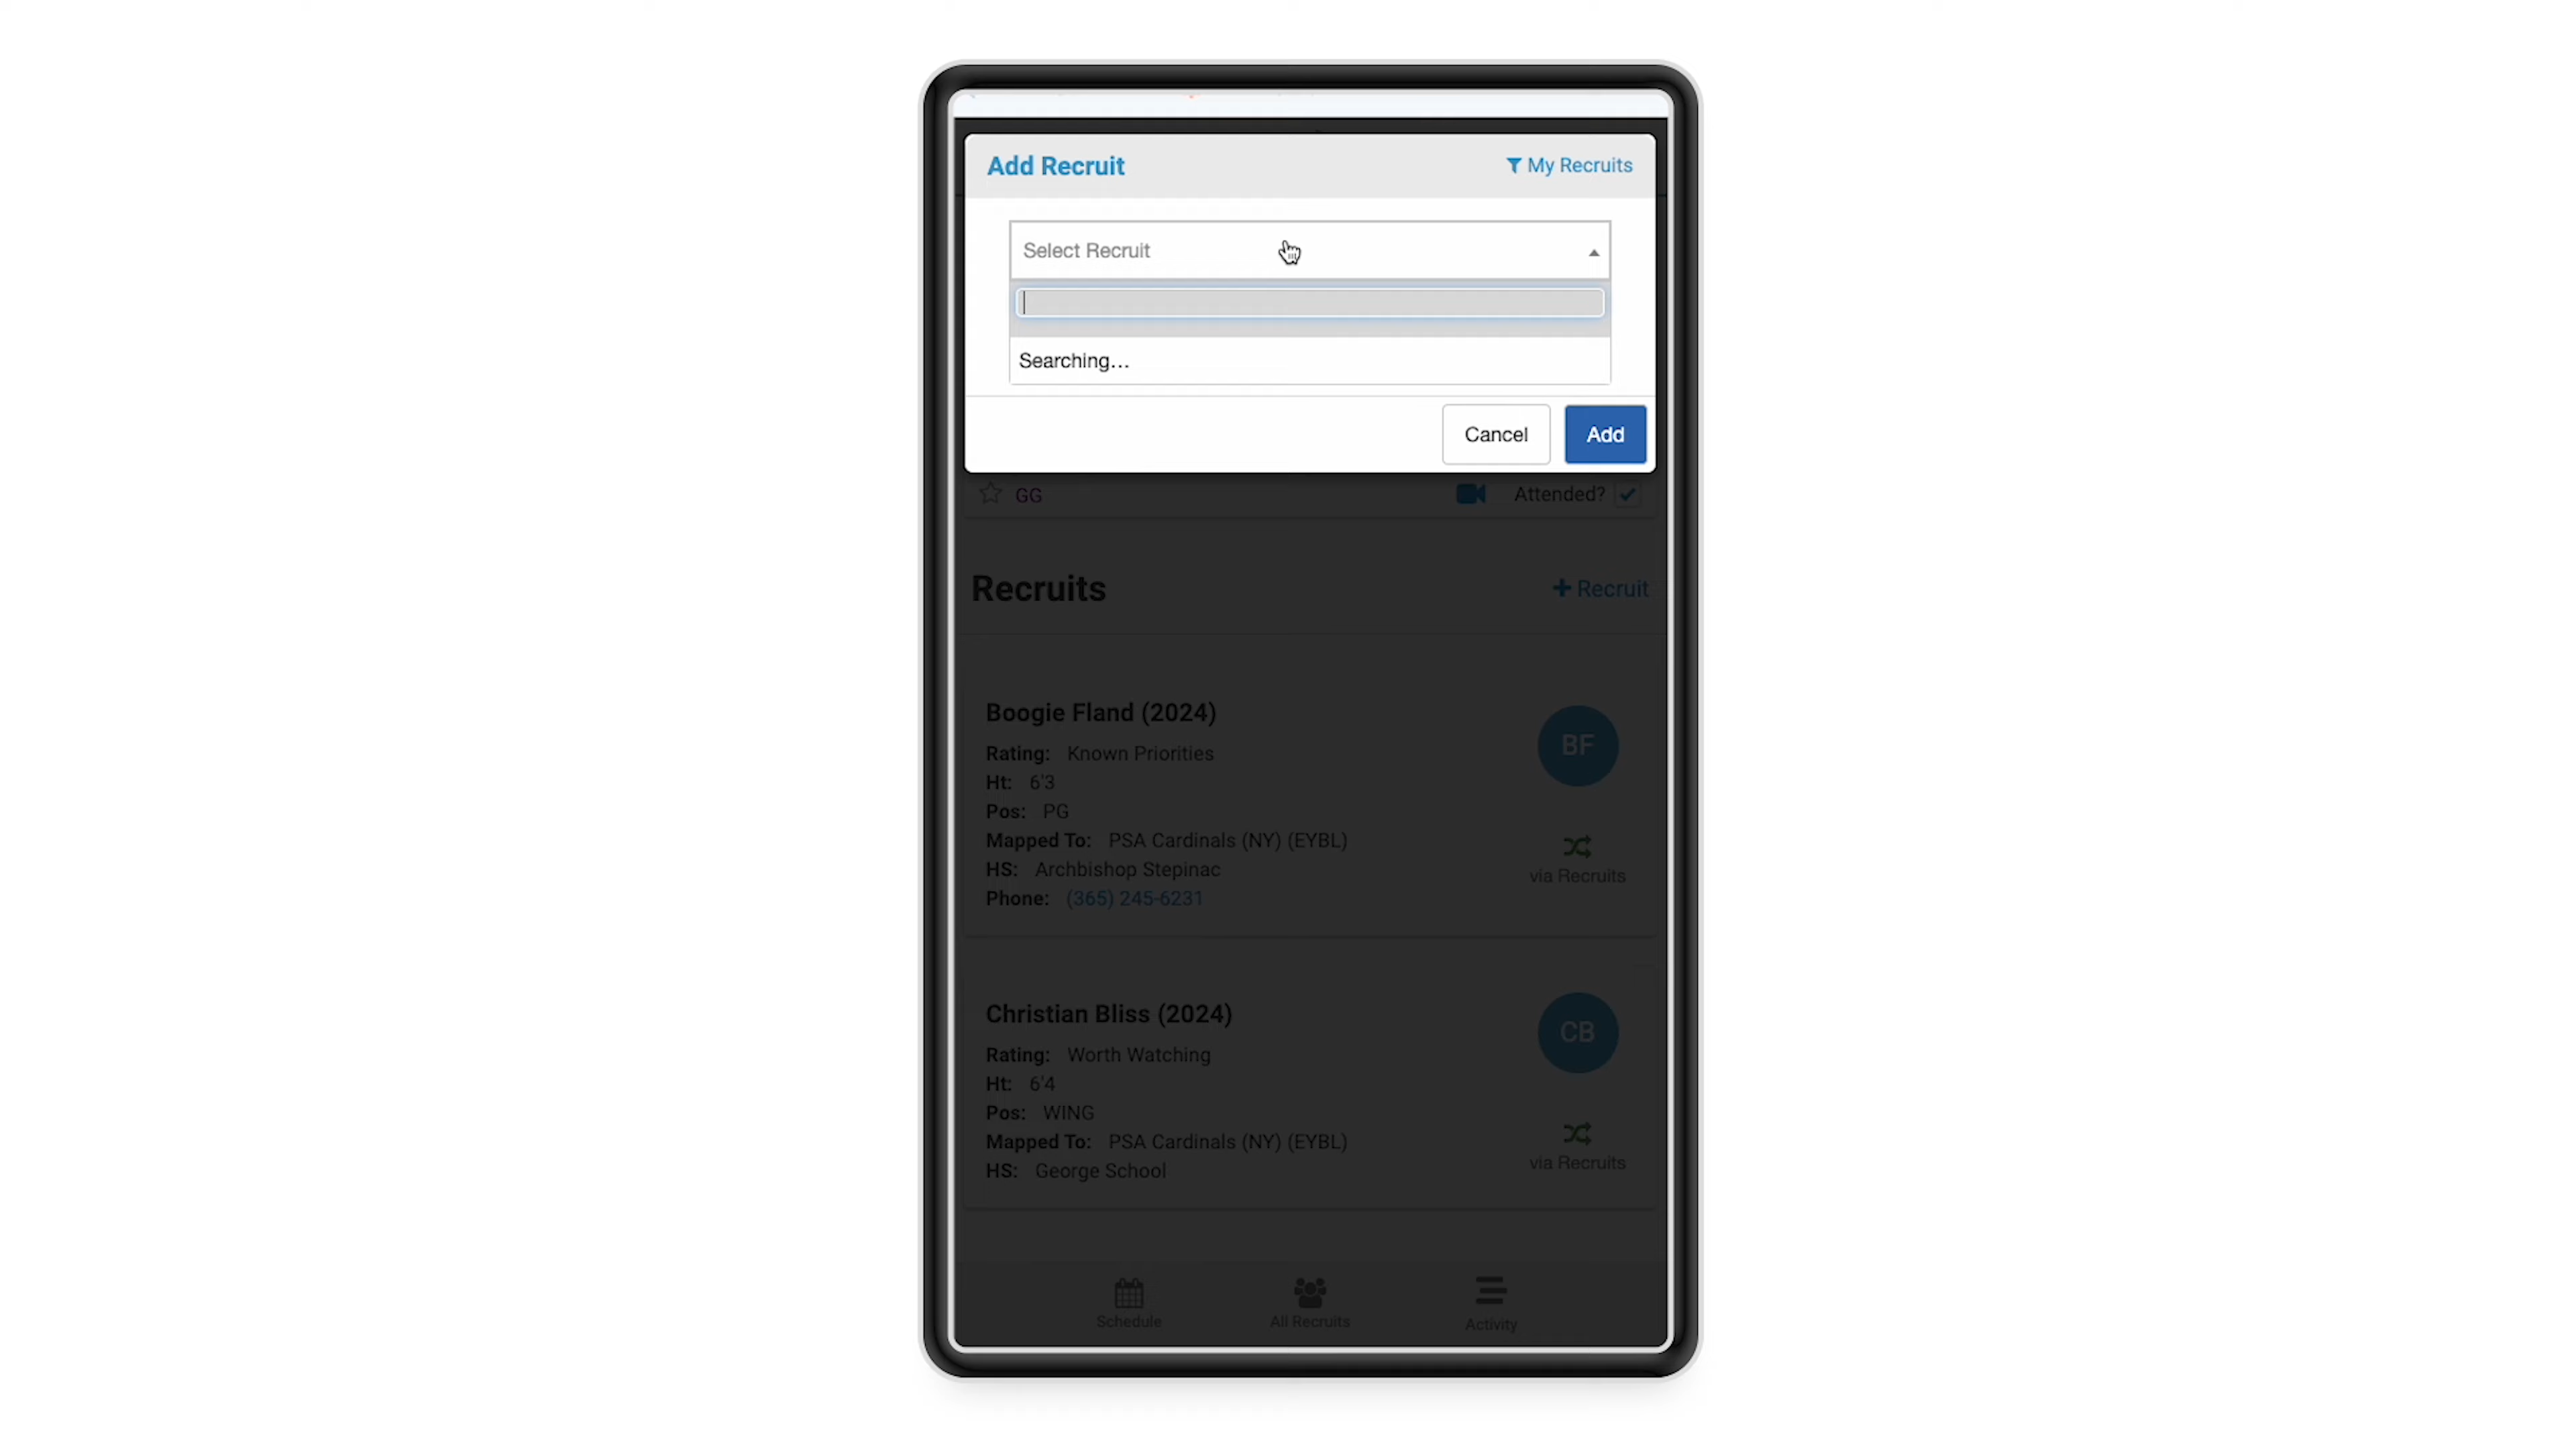 Add Recruit
My Recruits
Select Recruit
Searching…
Cancel
Add
GG
Attended?
Recruits
+ Recruit
Boogie Fland (2024)
BF
Rating: Known Priorities
Ht: 6'3
Pos: PG
Mapped To: PSA Cardinals (NY) (EYBL)
HS: Archbishop Stepinac
via Recruits
Phone: (365) 245-6231
Christian Bliss (2024)
CB
Rating: Worth Watching
Ht: 6'4
Pos: WING
Mapped To: PSA Cardinals (NY) (EYBL)
HS: George School
via Recruits
Schedule
All Recruits
Activity